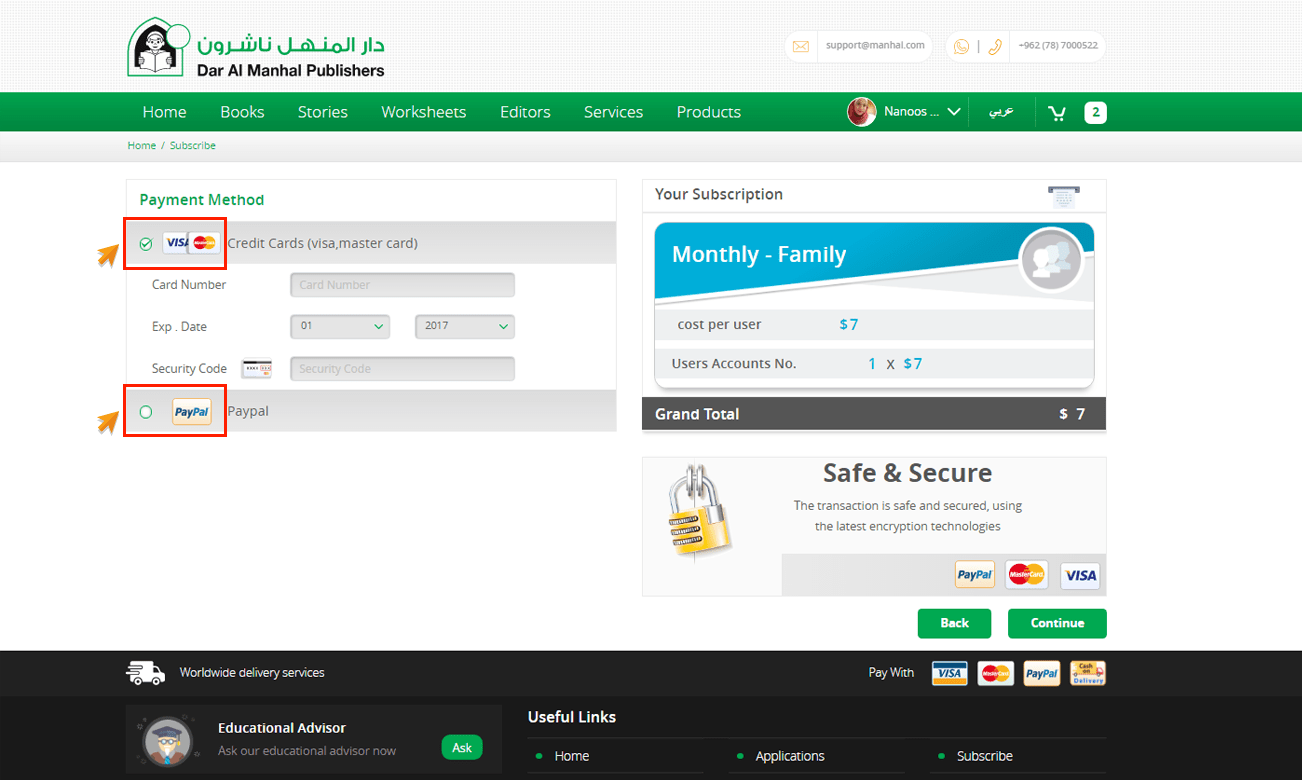 دار المنهل ناشرون
Dar Al Manhal Publishers
support@manhal.com
+962 (78) 7000522
Home Books Stories Worksheets Editors Services Products Nanoos ... عربي 2
Home / Subscribe
Payment Method
VISA MasterCard Credit Cards (visa,master card)
Card Number Card Number
Exp . Date 01 2017
Security Code Security Code
PayPal Paypal
Your Subscription
Monthly - Family
cost per user $7
Users Accounts No. 1 x $7
Grand Total $ 7
Safe & Secure
The transaction is safe and secured, using
the latest encryption technologies
PayPal MasterCard VISA
Back Continue
Worldwide delivery services Pay With VISA MasterCard PayPal Cash on Delivery
Educational Advisor
Ask our educational advisor now
Ask
Useful Links
Home Applications Subscribe